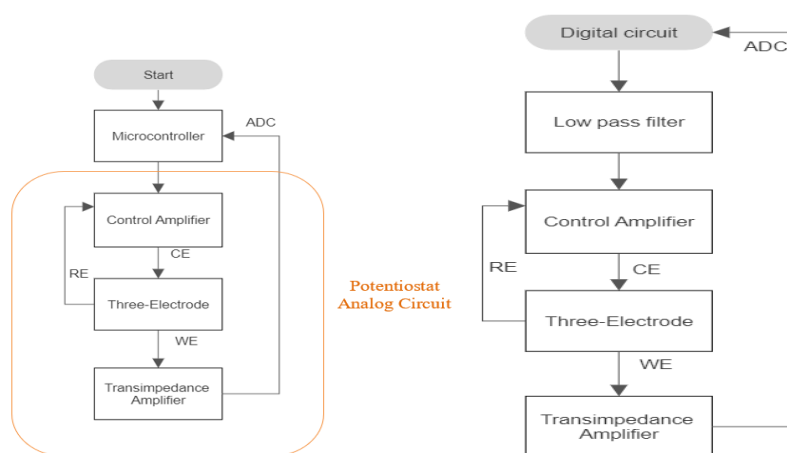 Start
Microcontroller
ADC
Control Amplifier
CE
RE
Three-Electrode
WE
Transimpedance
Amplifier
Potentiostat
Analog Circuit
Digital circuit
ADC
Low pass filter
Control Amplifier
RE
CE
Three-Electrode
WE
Transimpedance
Amplifier